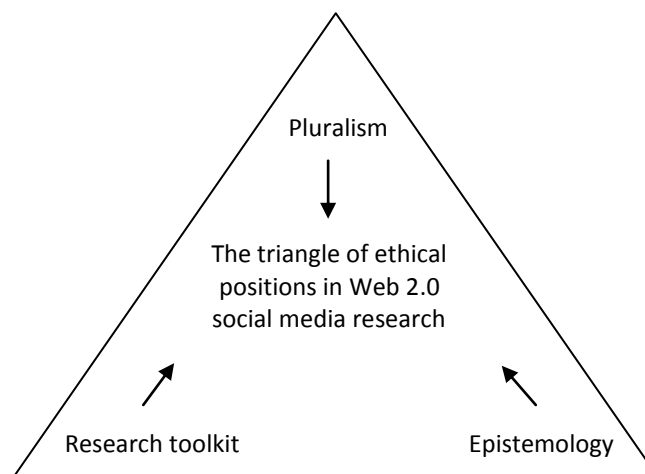 Pluralism
The triangle of ethical
positions in Web 2.0
social media research
Research toolkit
Epistemology